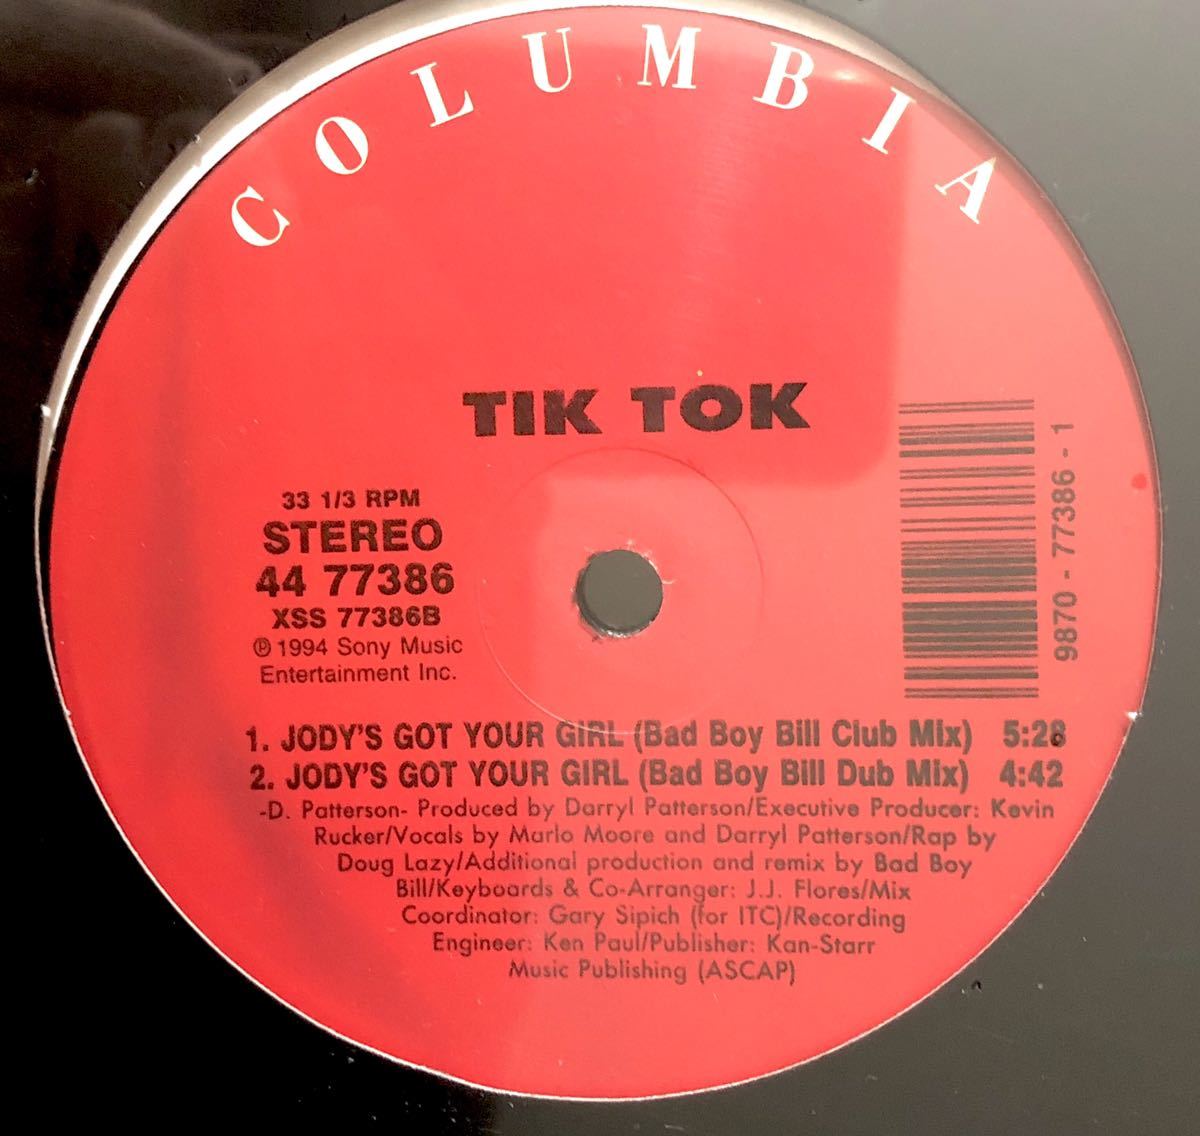 COLUMBIA
TIK TOK
33 1/3 RPM
STEREO
44 77386
XSS 77386B
℗ 1994 Sony Music
Entertainment Inc.
9870 - 77386 - 1
1. JODY'S GOT YOUR GIRL (Bad Boy Bill Club Mix) 5:28
2. JODY'S GOT YOUR GIRL (Bad Boy Bill Dub Mix) 4:42
-D. Patterson- Produced by Darryl Patterson/Executive Producer: Kevin
Rucker/Vocals by Marlo Moore and Darryl Patterson/Rap by
Doug Lazy/Additional production and remix by Bad Boy
Bill/Keyboards & Co-Arranger: J.J. Flores/Mix
Coordinator: Gary Sipich (for ITC)/Recording
Engineer: Ken Paul/Publisher: Kan-Starr
Music Publishing (ASCAP)